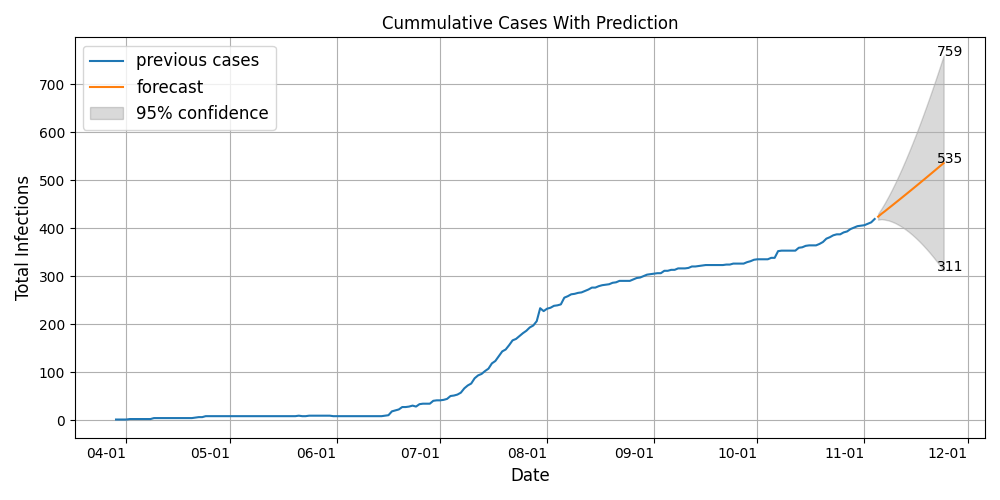 Cummulative Cases With Prediction
previous cases
forecast
95% confidence
759
535
311
Total Infections
700
600
500
400
300
200
100
0
04-01 05-01 06-01 07-01 08-01 09-01 10-01 11-01 12-01
Date